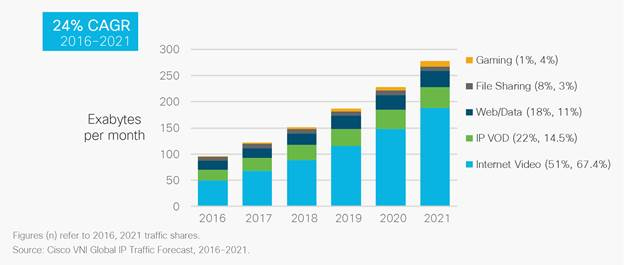 24% CAGR
2016–2021
Exabytes
per month
300
250
200
150
100
50
0
2016 2017 2018 2019 2020 2021
Gaming (1%, 4%)
File Sharing (8%, 3%)
Web/Data (18%, 11%)
IP VOD (22%, 14.5%)
Internet Video (51%, 67.4%)
Figures (n) refer to 2016, 2021 traffic shares.
Source: Cisco VNI Global IP Traffic Forecast, 2016–2021.